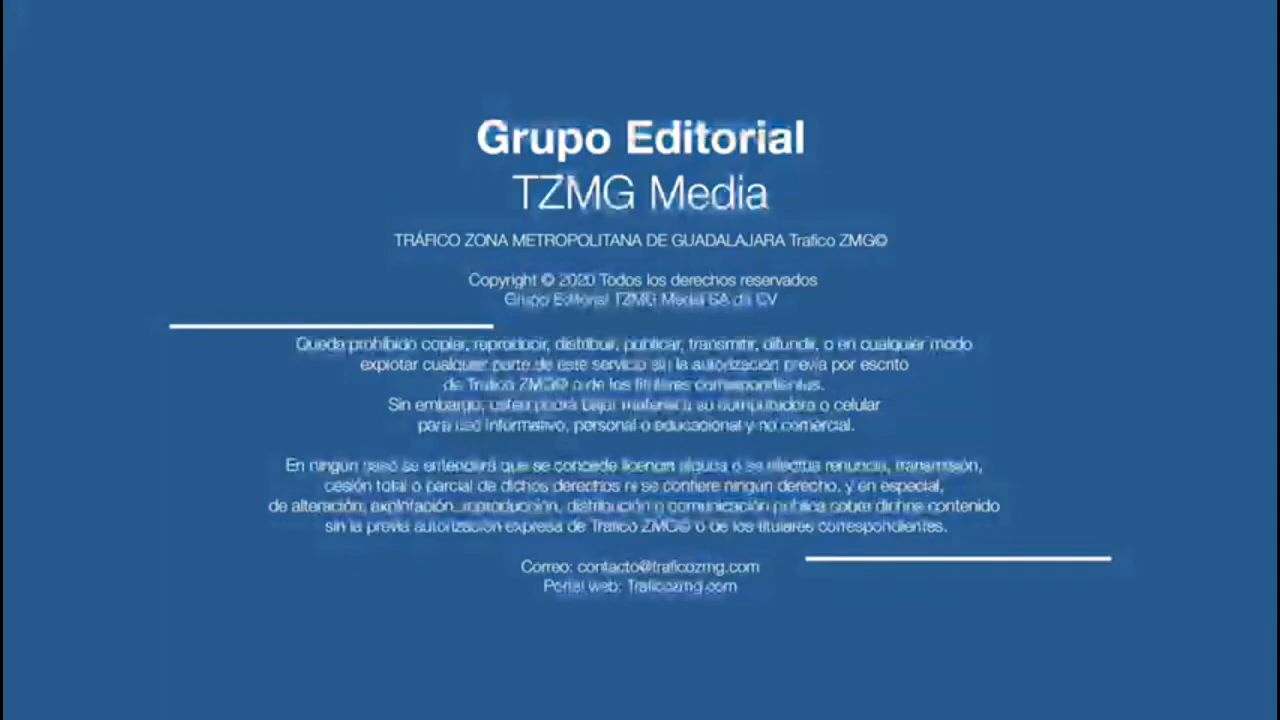 Grupo Editorial
TZMG Media
TRÁFICO ZONA METROPOLITANA DE GUADALAJARA Trafico ZMG©
Copyright © 2020 Todos los derechos reservados
Grupo Editorial TZMG Media SA de CV
Queda prohibido copiar, reproducir, distribuir, publicar, transmitir, difundir, o en cualquier modo
explotar cualquier parte de este servicio sin la autorización previa por escrito
de Trafico ZMG© o de los titulares correspondientes.
Sin embargo, usted podrá bajar material a su computadora o celular
para uso informativo, personal o educacional y no comercial.
En ningún caso se entenderá que se concede licencia alguna o se efectúa renuncia, transmisión,
cesión total o parcial de dichos derechos ni se confiere ningún derecho, y en especial,
de alteración, explotación, reproducción, distribución o comunicación pública sobre dichos contenido
sin la previa autorización expresa de Trafico ZMG© o de los titulares correspondientes.
Correo: contacto@traficozmg.com
Portal web: Traficozmg.com